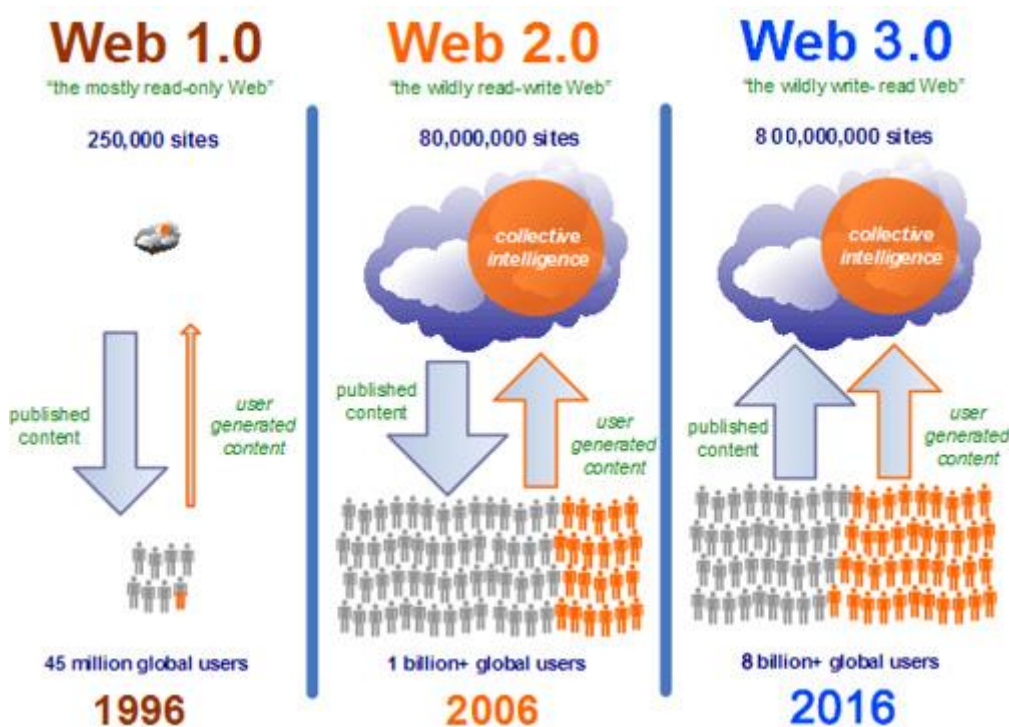 Web 1.0
"the mostly read-only Web"
250,000 sites
published
content
user
generated
content
45 million global users
1996
Web 2.0
"the wildly read-write Web"
80,000,000 sites
collective
intelligence
published
content
user
generated
content
1 billion+ global users
2006
Web 3.0
"the wildly write- read Web"
800,000,000 sites
collective
intelligence
published
content
user
generated
content
8 billion+ global users
2016